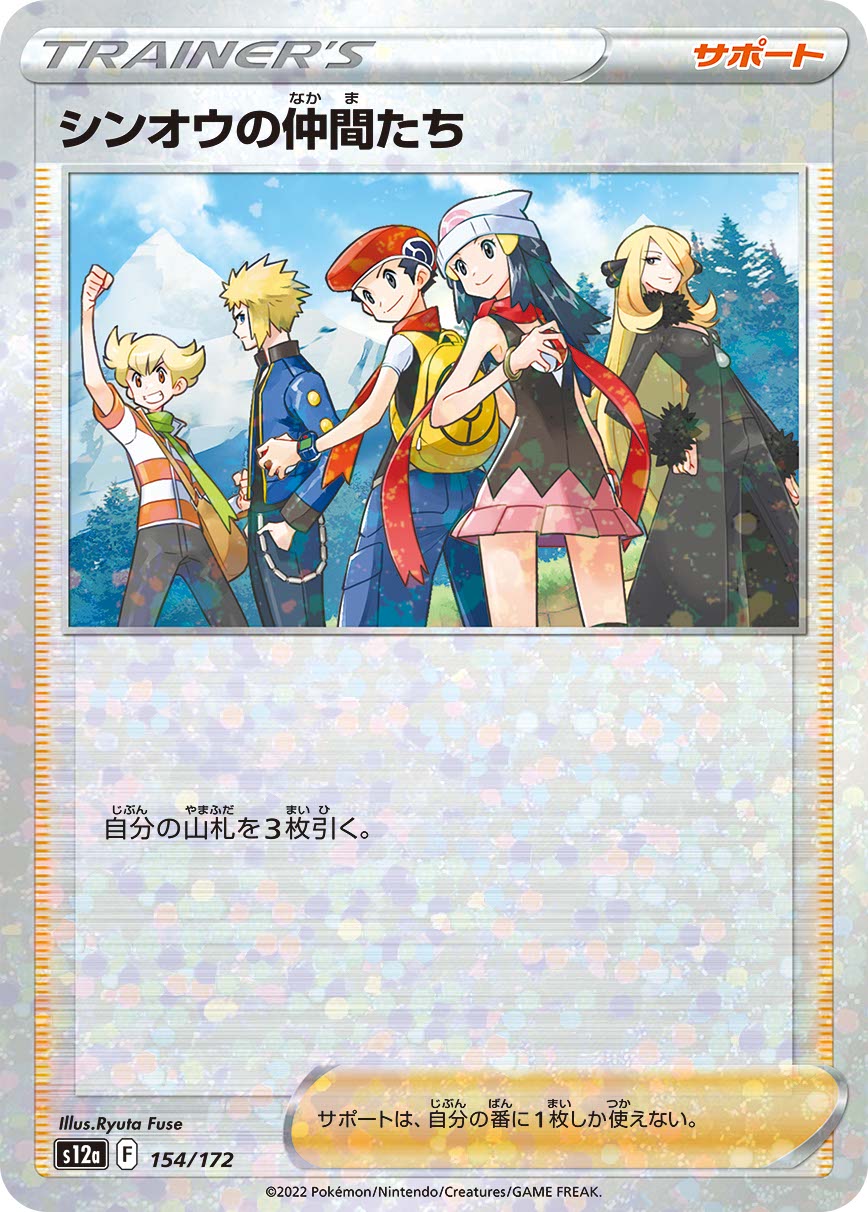 TRAINER'S
サポート
なかま
シンオウの仲間たち
じぶん やまふだ まい ひ
自分の山札を3枚引く。
Illus.Ryuta Fuse
じぶん ばん まい つか
サポートは、自分の番に1枚しか使えない。
s12a F 154/172
©2022 Pokémon/Nintendo/Creatures/GAME FREAK.